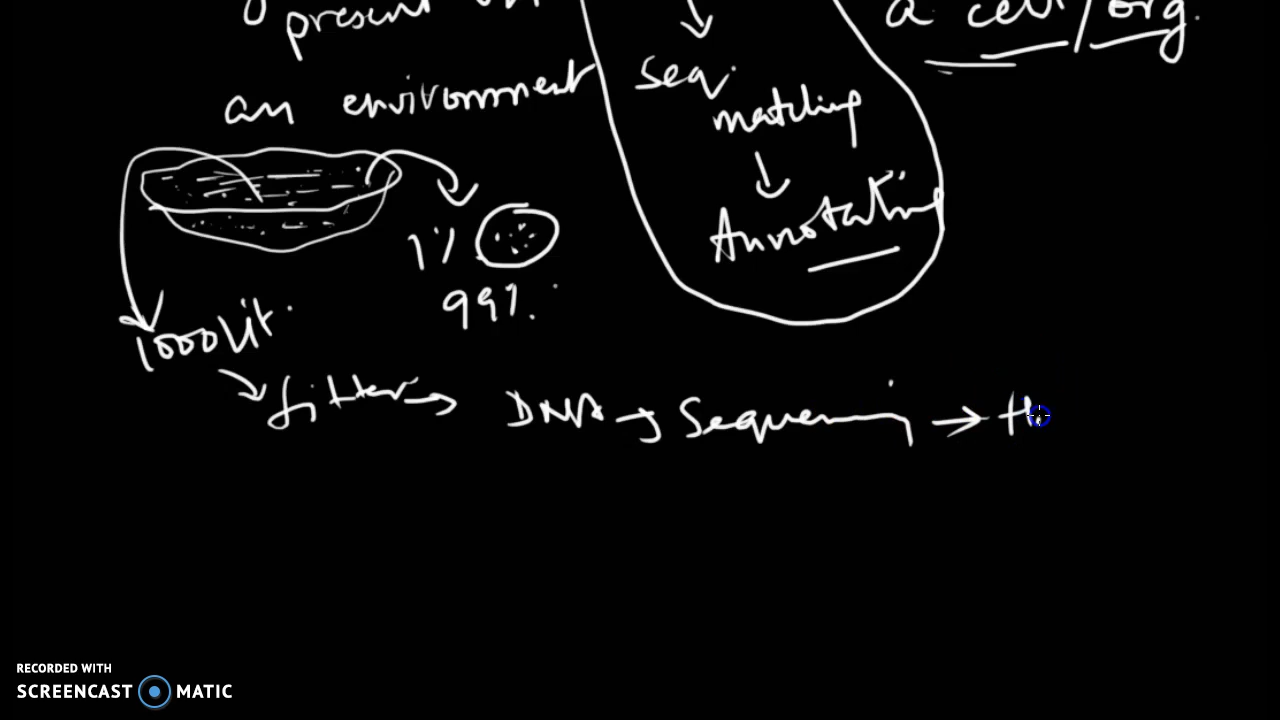 present
a cell/org.
an environment
seq.
matching
Annotating
1%
99%.
1000 lit.
filter → DNA → Sequencing →
RECORDED WITH
SCREENCAST MATIC